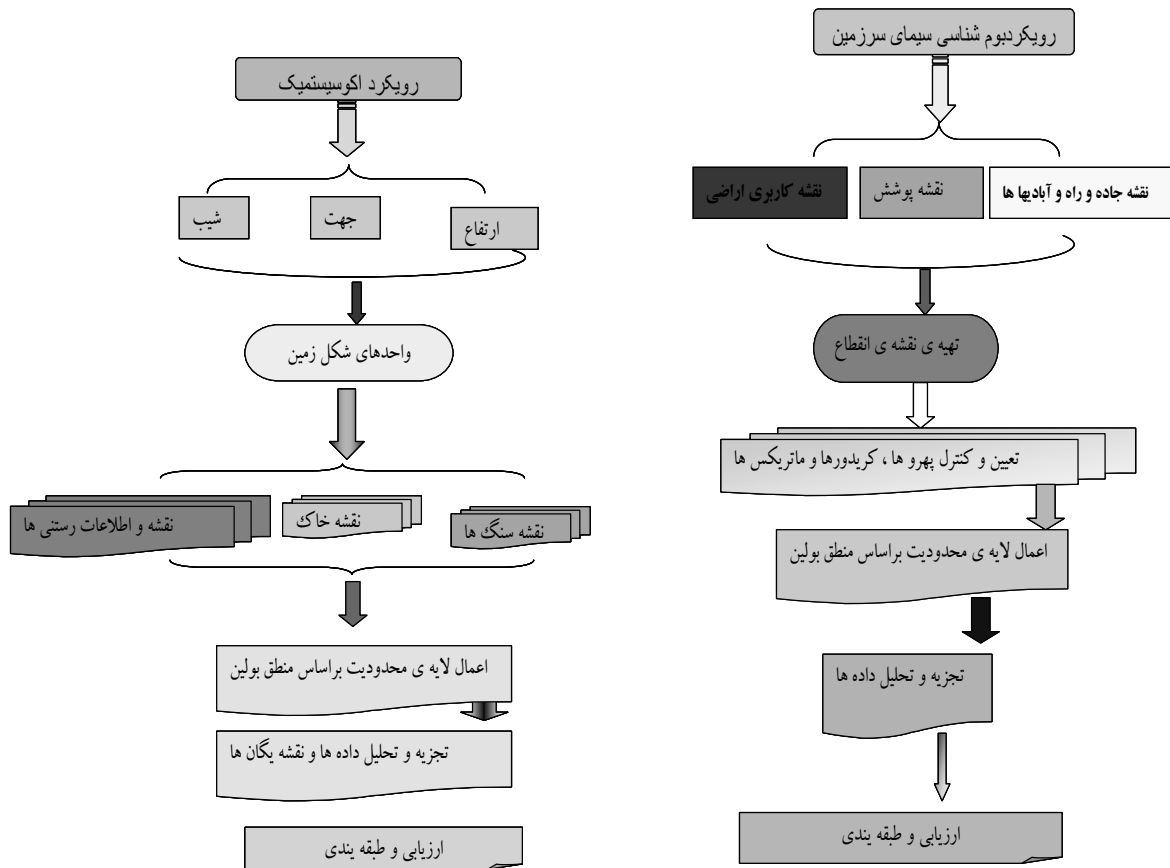 رویکردبوم شناسی سیمای سرزمین
نقشه جاده و راه و آبادیها ها
نقشه پوشش
نقشه کاربری اراضی
تهیه ی نقشه ی انقطاع
تعیین و کنترل پهرو ها ، کریدورها و ماتریکس ها
اعمال لایه ی محدودیت براساس منطق بولین
تجزیه و تحلیل داده ها
ارزیابی و طبقه یندی
رویکرد اکوسیستمیک
ارتفاع
جهت
شیب
واحدهای شکل زمین
نقشه سنگ ها
نقشه خاک
نقشه و اطلاعات رستنی ها
اعمال لایه ی محدودیت براساس منطق بولین
تجزیه و تحلیل داده ها و نقشه یگان ها
ارزیابی و طبقه یندی